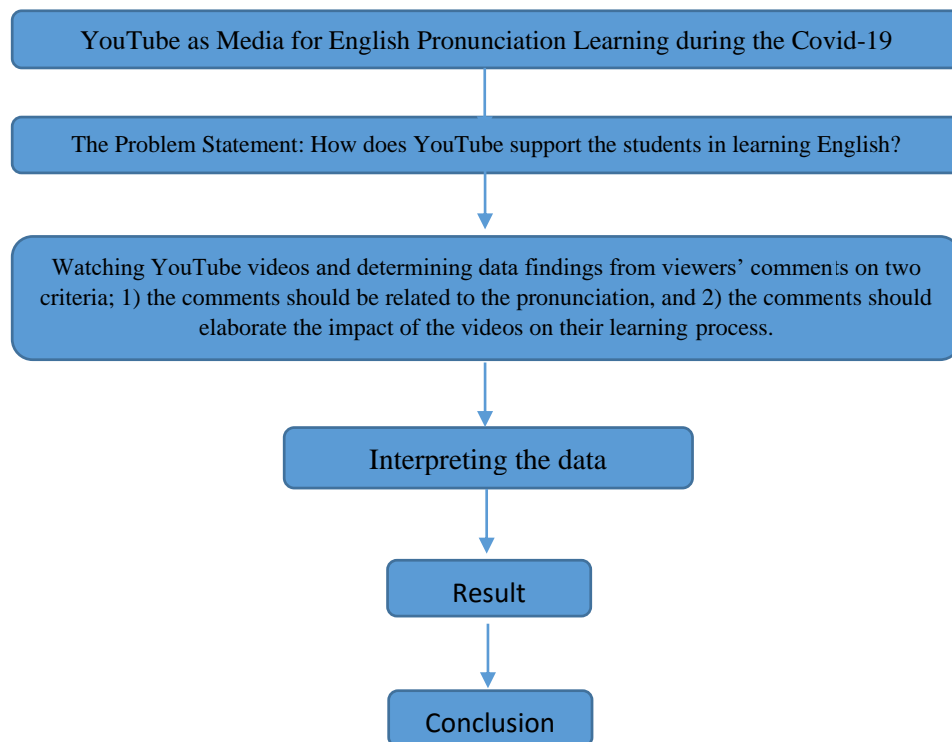 YouTube as Media for English Pronunciation Learning during the Covid-19
The Problem Statement: How does YouTube support the students in learning English?
Watching YouTube videos and determining data findings from viewers’ comments on two
criteria; 1) the comments should be related to the pronunciation, and 2) the comments should
elaborate the impact of the videos on their learning process.
Interpreting the data
Result
Conclusion